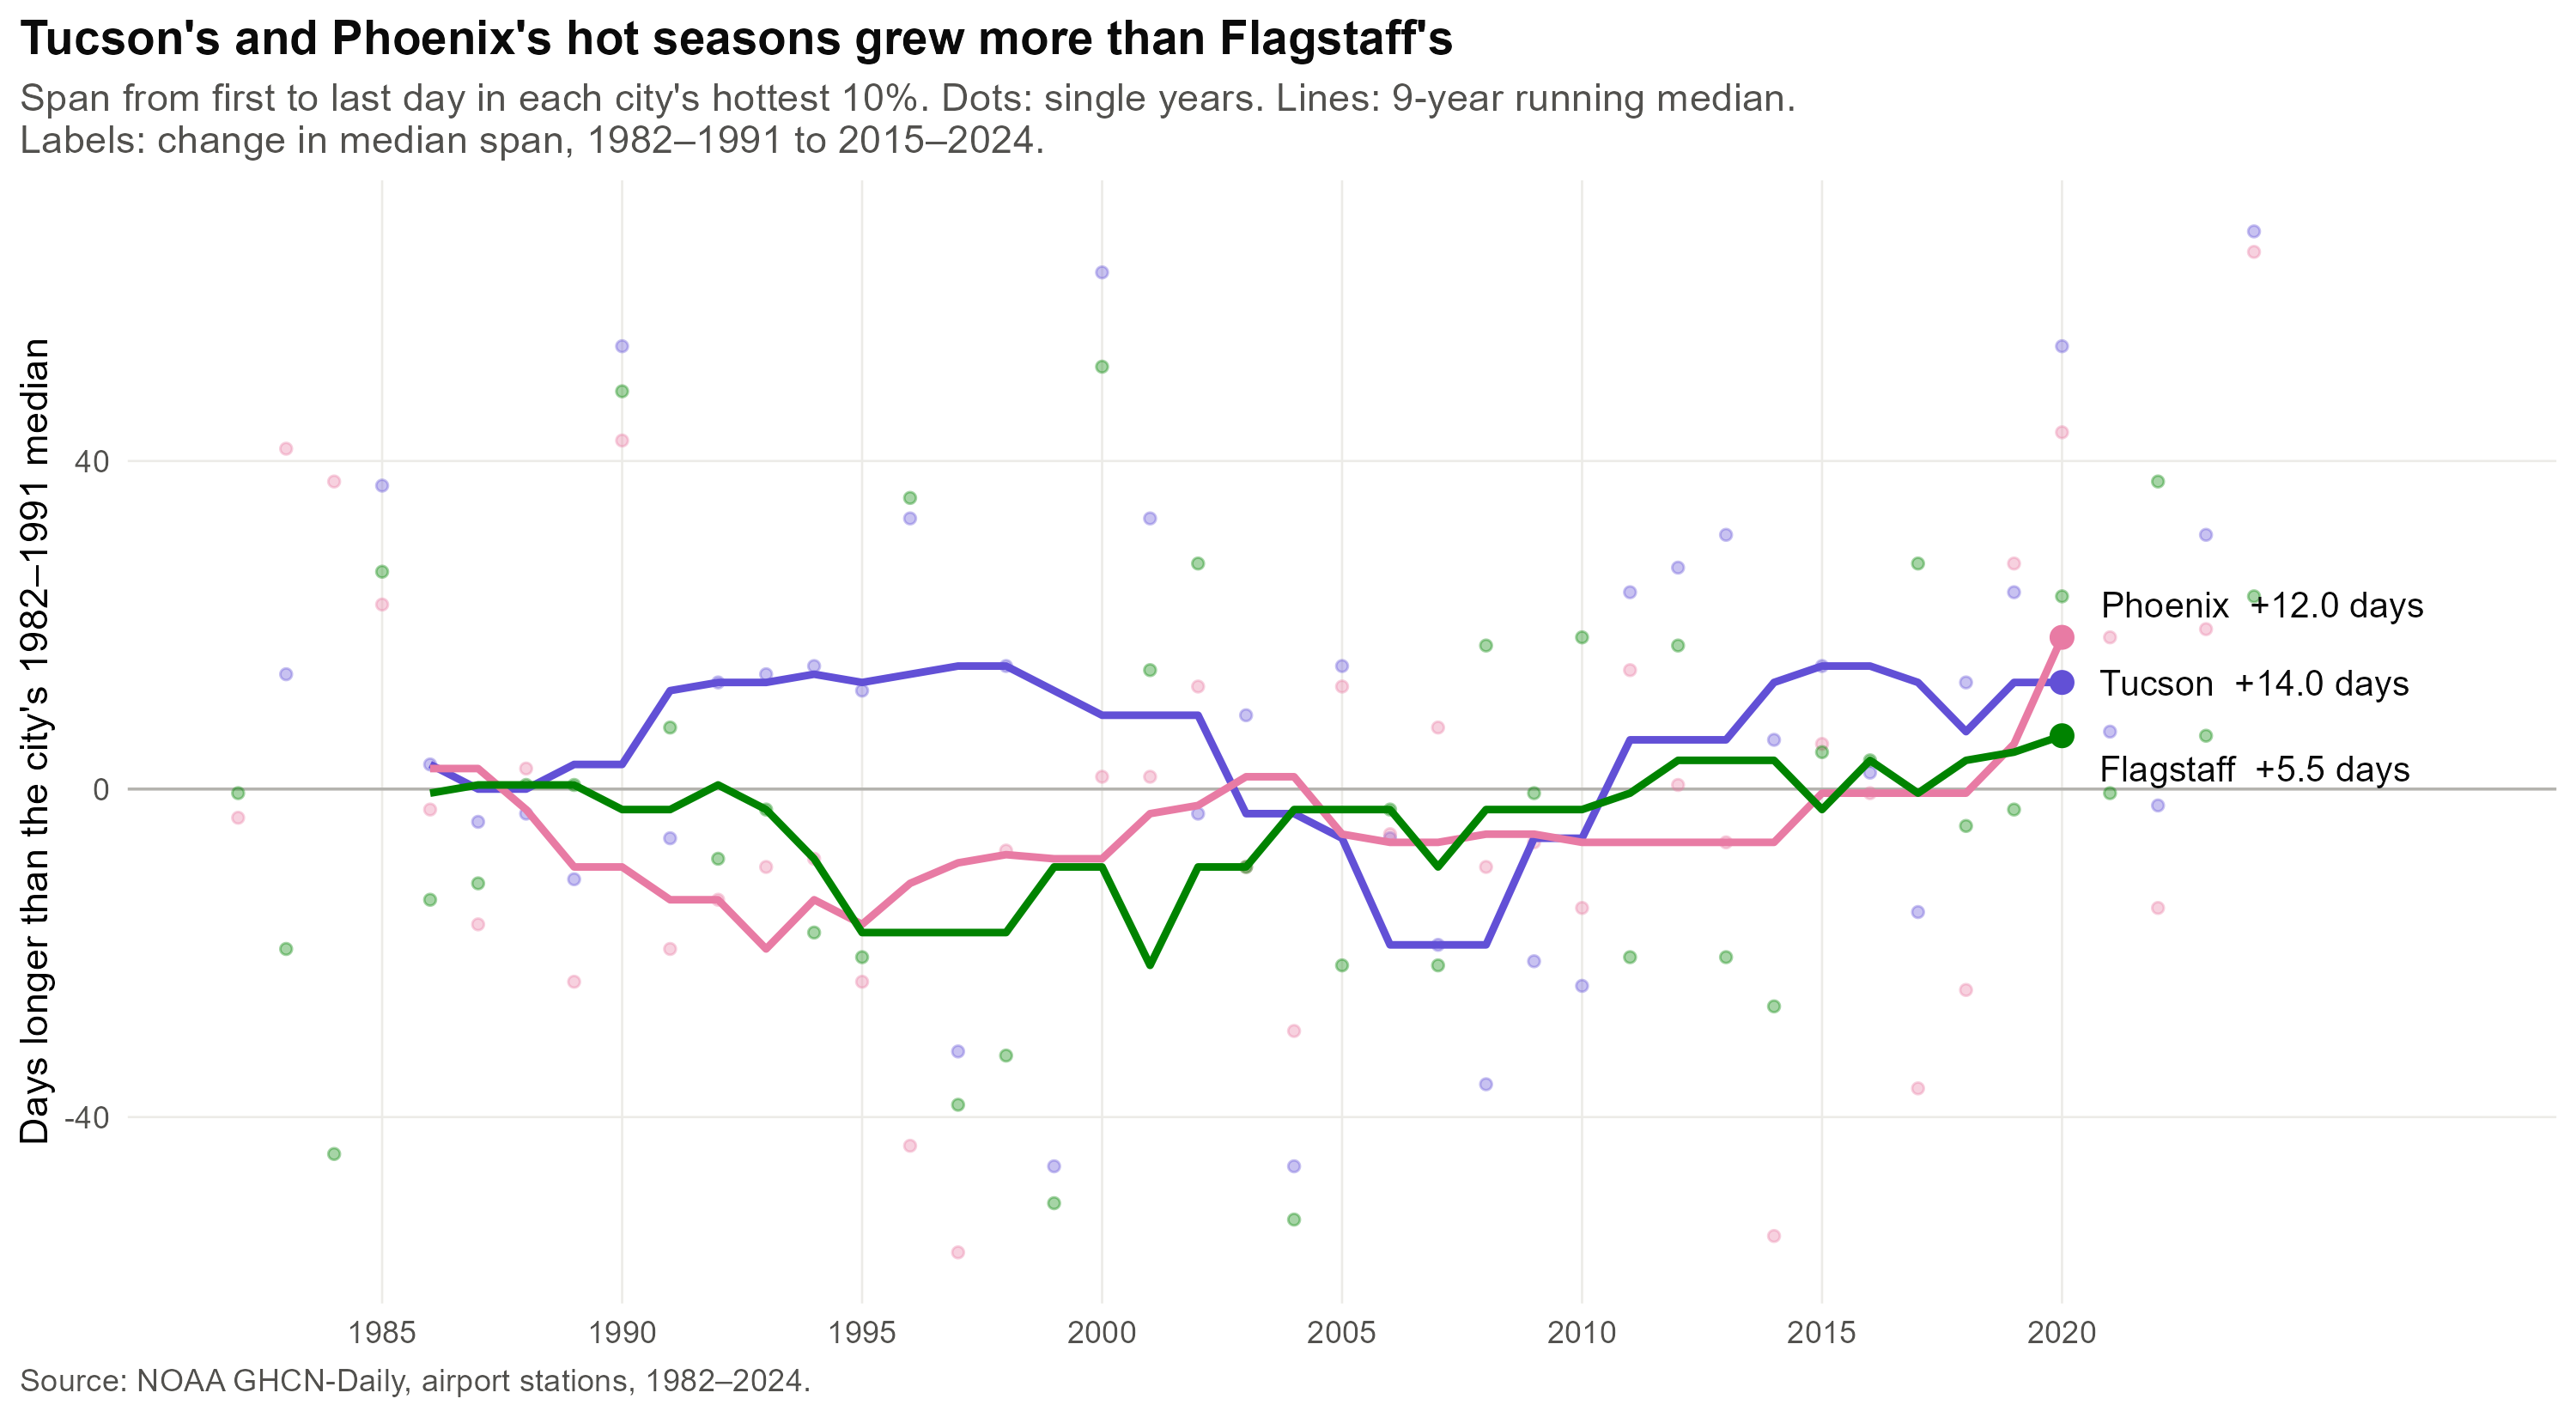 Tucson's and Phoenix's hot seasons grew more than Flagstaff's
Span from first to last day in each city's hottest 10%. Dots: single years. Lines: 9-year running median.
Labels: change in median span, 1982–1991 to 2015–2024.
Days longer than the city's 1982–1991 median
40
0
-40
Phoenix +12.0 days
Tucson +14.0 days
Flagstaff +5.5 days
1985 1990 1995 2000 2005 2010 2015 2020
Source: NOAA GHCN-Daily, airport stations, 1982–2024.